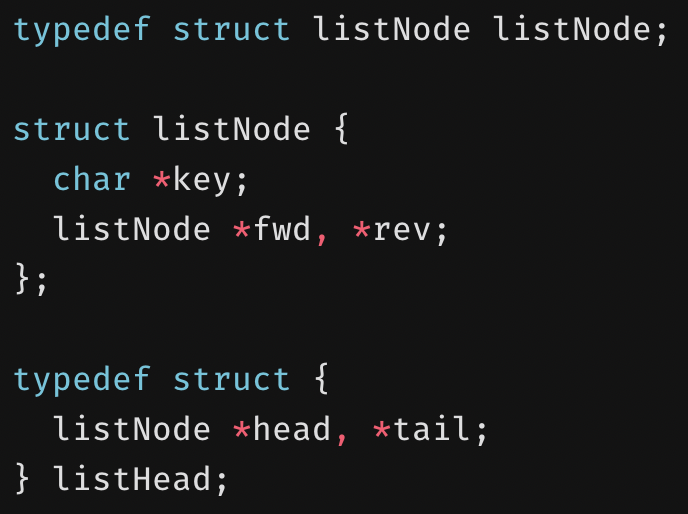 typedef struct listNode listNode;

struct listNode {
  char *key;
  listNode *fwd, *rev;
};

typedef struct {
  listNode *head, *tail;
} listHead;